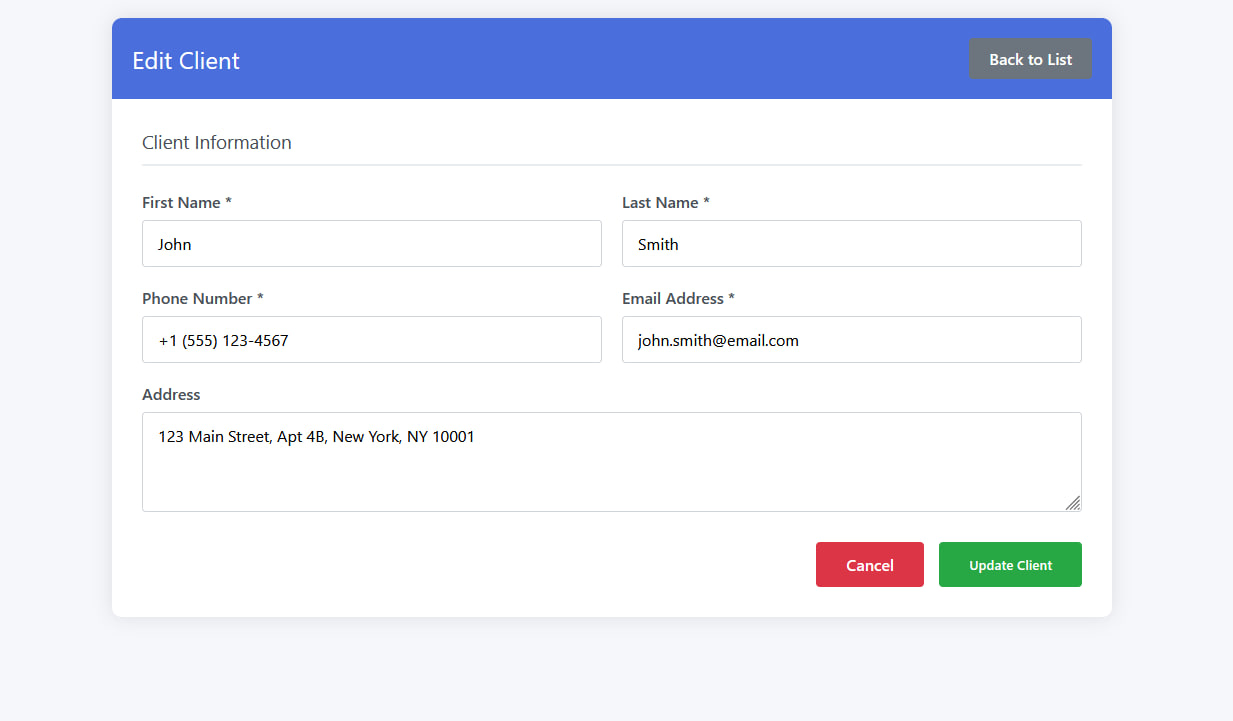 Edit Client
Back to List
Client Information
First Name *
Last Name *
John
Smith
Phone Number *
Email Address *
+1 (555) 123-4567
john.smith@email.com
Address
123 Main Street, Apt 4B, New York, NY 10001
Cancel
Update Client